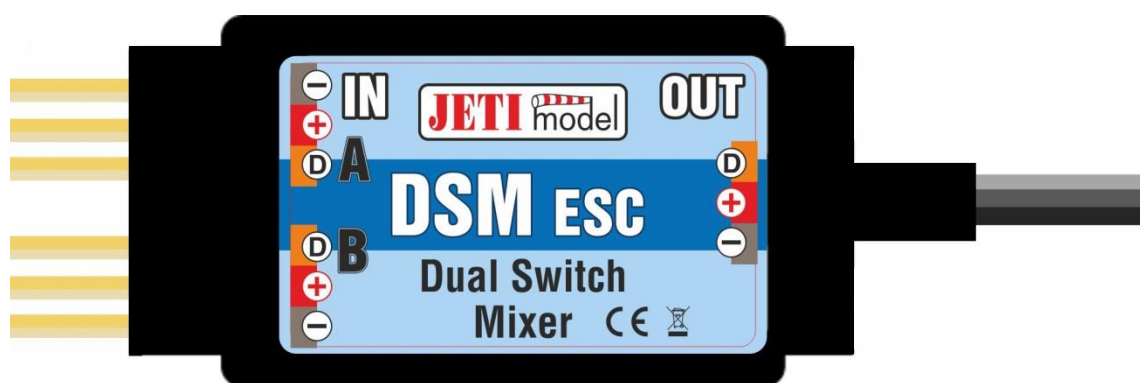 − IN JETI model OUT
+
D A D
DSM ESC +
D B −
+ Dual Switch
− Mixer CE